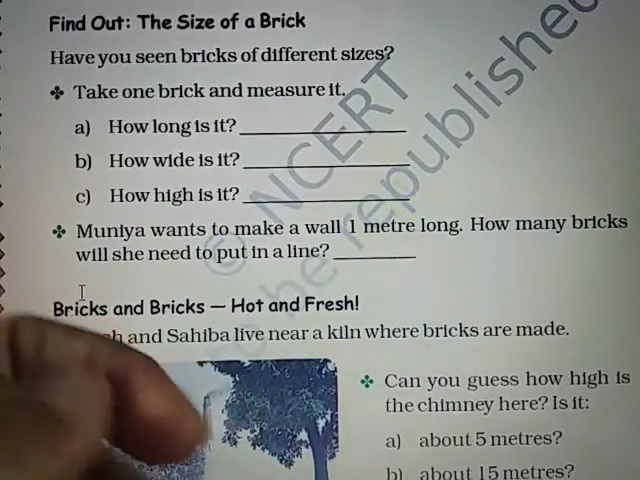 Find Out: The Size of a Brick
Have you seen bricks of different sizes?
❖ Take one brick and measure it.
a) How long is it? ______________
b) How wide is it? ______________
c) How high is it? ______________
❖ Muniya wants to make a wall 1 metre long. How many bricks
will she need to put in a line? _______
Bricks and Bricks – Hot and Fresh!
and Sahiba live near a kiln where bricks are made.
❖ Can you guess how high is
the chimney here? Is it:
a) about 5 metres?
b) about 15 metres?
© NCERT
be republished